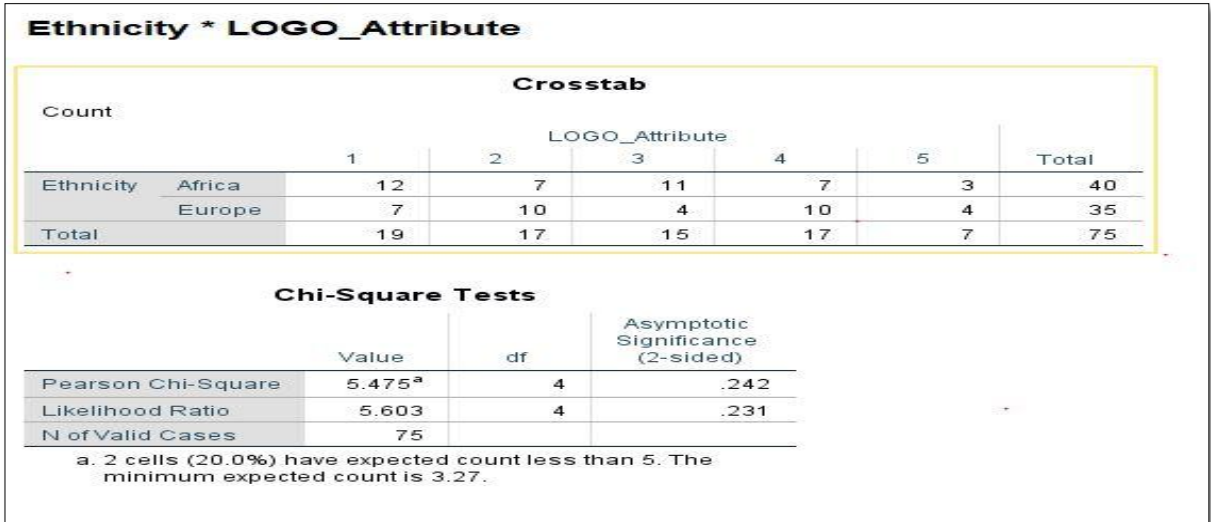 Ethnicity * LOGO_Attribute
Crosstab
Count
LOGO_Attribute
1 2 3 4 5 Total
Ethnicity Africa 12 7 11 7 3 40
Europe 7 10 4 10 4 35
Total 19 17 15 17 7 75
Chi-Square Tests
Asymptotic
Significance
Value df (2-sided)
Pearson Chi-Square 5.475ª 4 .242
Likelihood Ratio 5.603 4 .231
N of Valid Cases 75
a. 2 cells (20.0%) have expected count less than 5. The
minimum expected count is 3.27.